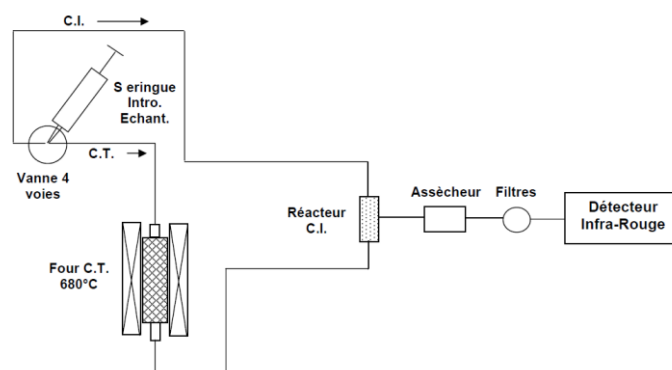 C.I.
S eringue
Intro.
Echant.
C.T.
Vanne 4
voies
Four C.T.
680°C
Réacteur
C.I.
Assècheur
Filtres
Détecteur
Infra-Rouge